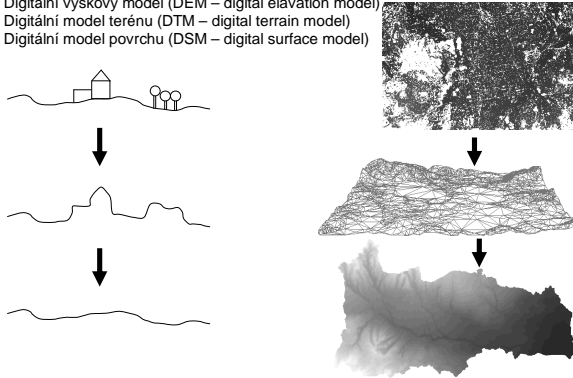 Digitální výškový model (DEM – digital elavation model)
Digitální model terénu (DTM – digital terrain model)
Digitální model povrchu (DSM – digital surface model)